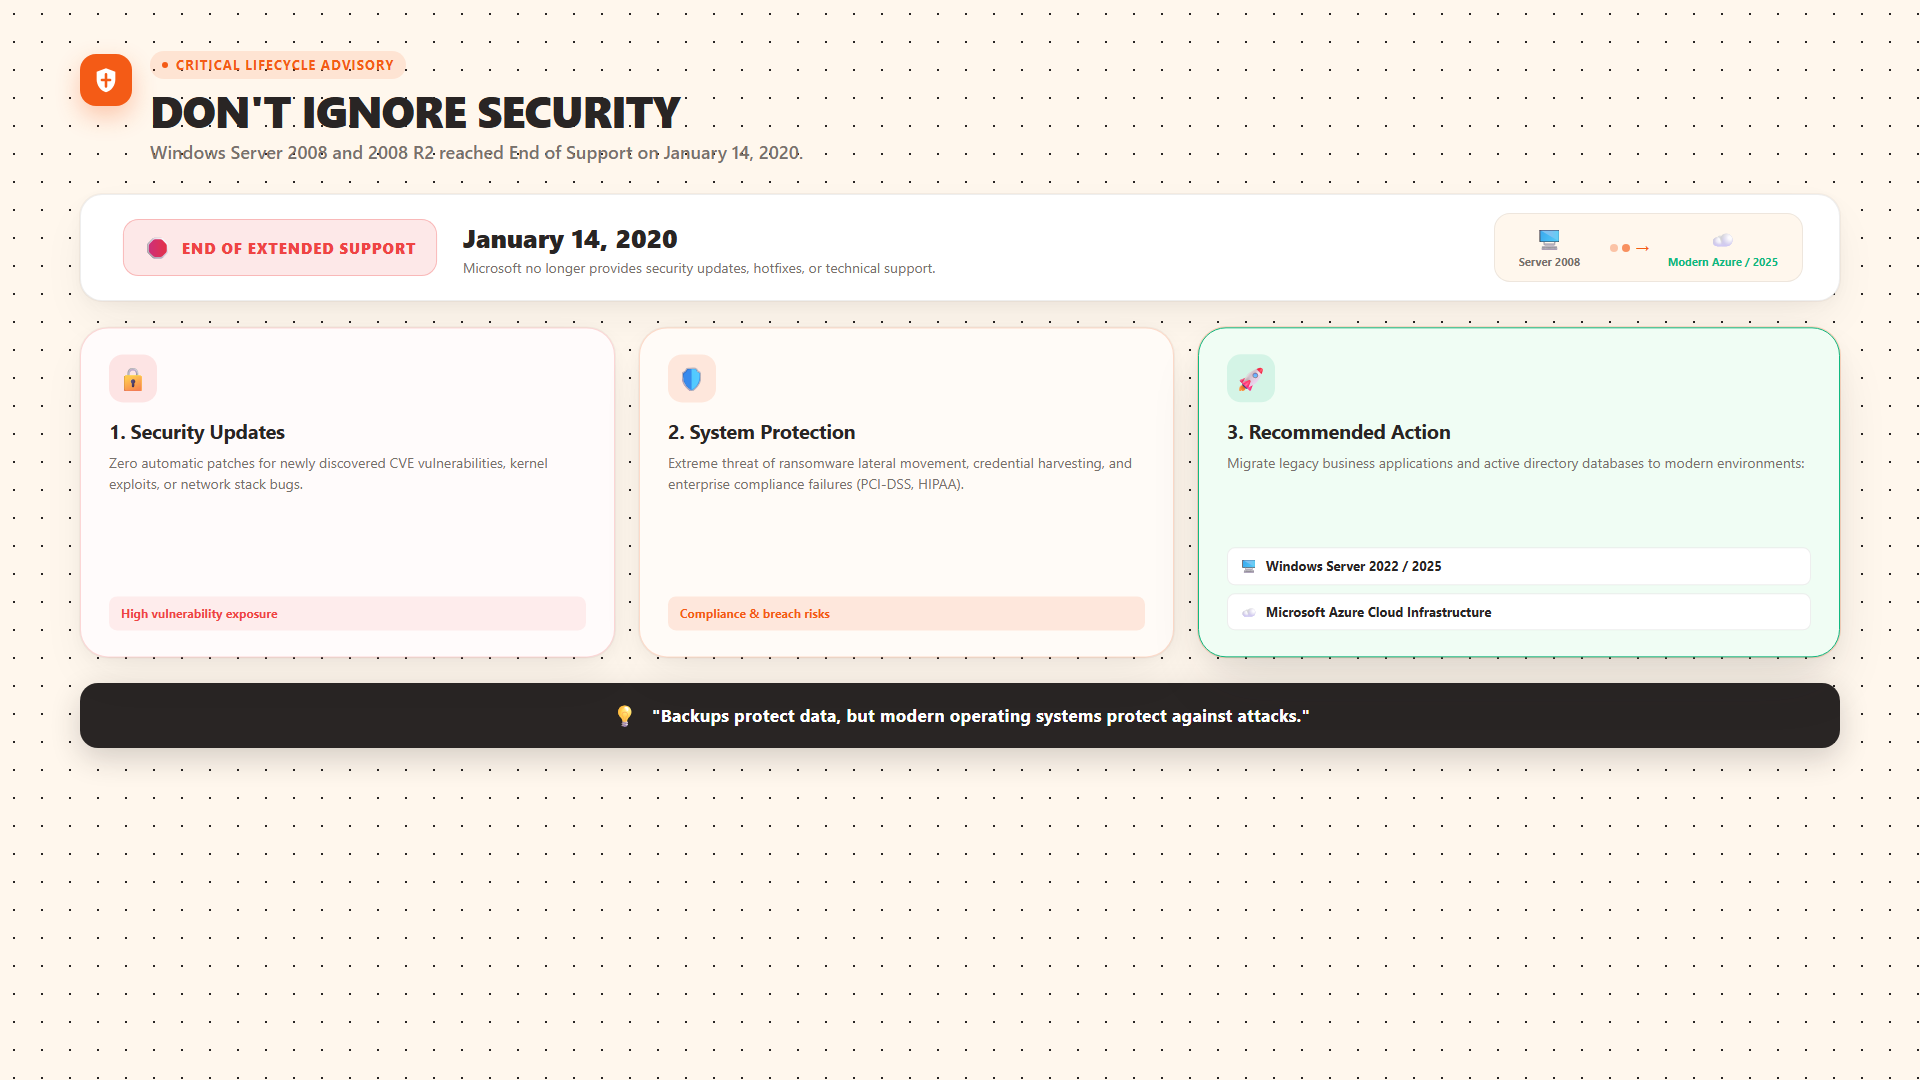 CRITICAL LIFECYCLE ADVISORY
DON'T IGNORE SECURITY
Windows Server 2008 and 2008 R2 reached End of Support on January 14, 2020.
END OF EXTENDED SUPPORT
January 14, 2020
Microsoft no longer provides security updates, hotfixes, or technical support.
Server 2008
Modern Azure / 2025
1. Security Updates
Zero automatic patches for newly discovered CVE vulnerabilities, kernel
exploits, or network stack bugs.
High vulnerability exposure
2. System Protection
Extreme threat of ransomware lateral movement, credential harvesting, and
enterprise compliance failures (PCI-DSS, HIPAA).
Compliance & breach risks
3. Recommended Action
Migrate legacy business applications and active directory databases to modern environments:
Windows Server 2022 / 2025
Microsoft Azure Cloud Infrastructure
"Backups protect data, but modern operating systems protect against attacks."